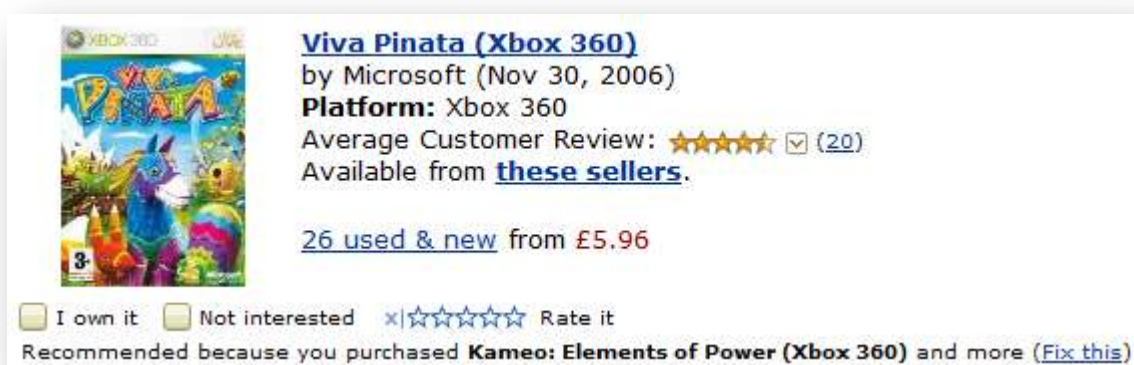 XBOX 360 LIVE
VIVA PIÑATA
3+
Viva Pinata (Xbox 360)
by Microsoft (Nov 30, 2006)
Platform: Xbox 360
Average Customer Review: (20)
Available from these sellers.
26 used & new from £5.96
I own it Not interested x| Rate it
Recommended because you purchased Kameo: Elements of Power (Xbox 360) and more (Fix this)